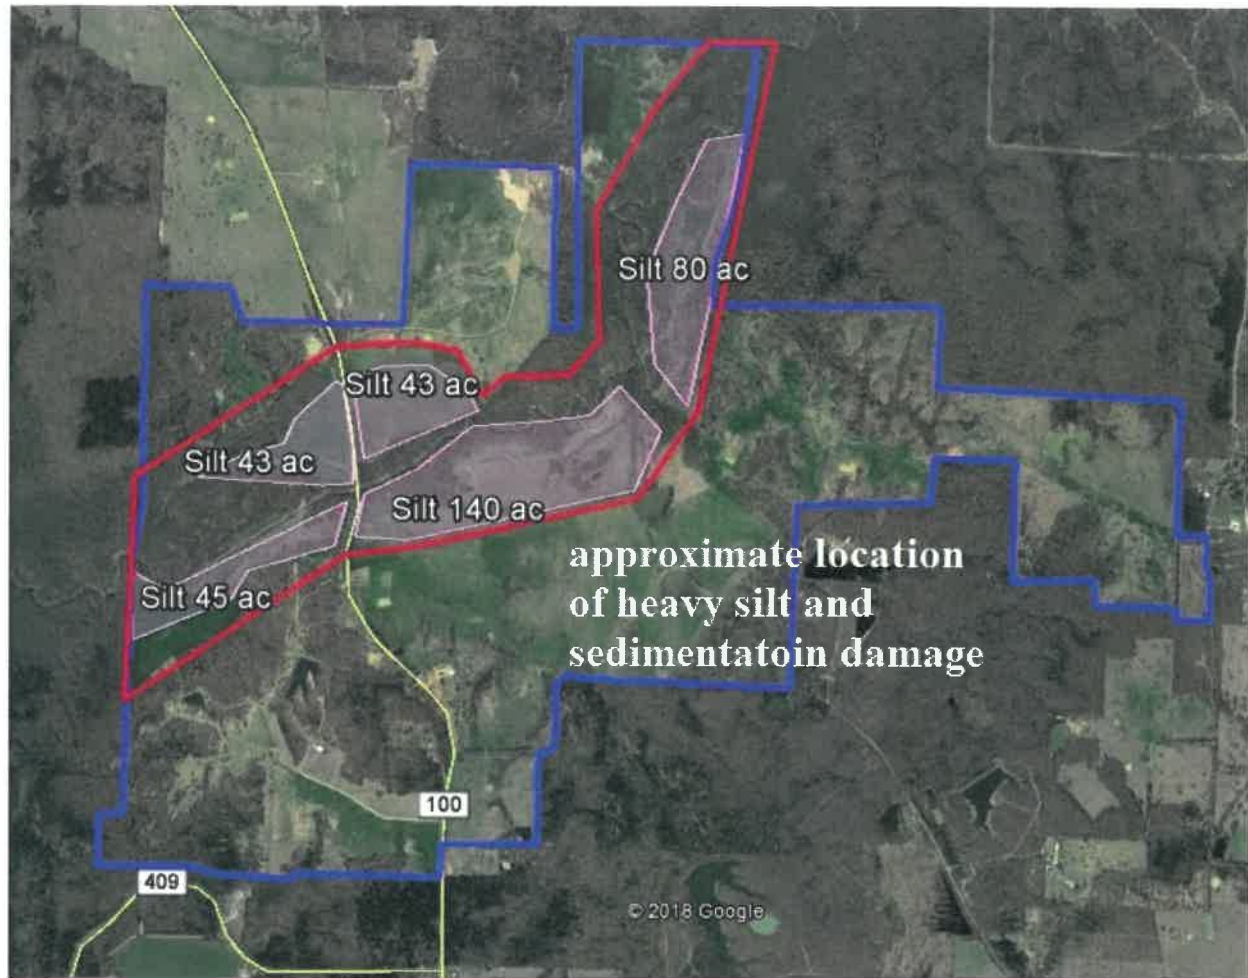 Silt 80 ac
Silt 43 ac
Silt 43 ac
Silt 140 ac
approximate location
of heavy silt and
sedimentatoin damage
Silt 45 ac
100
409
© 2018 Google